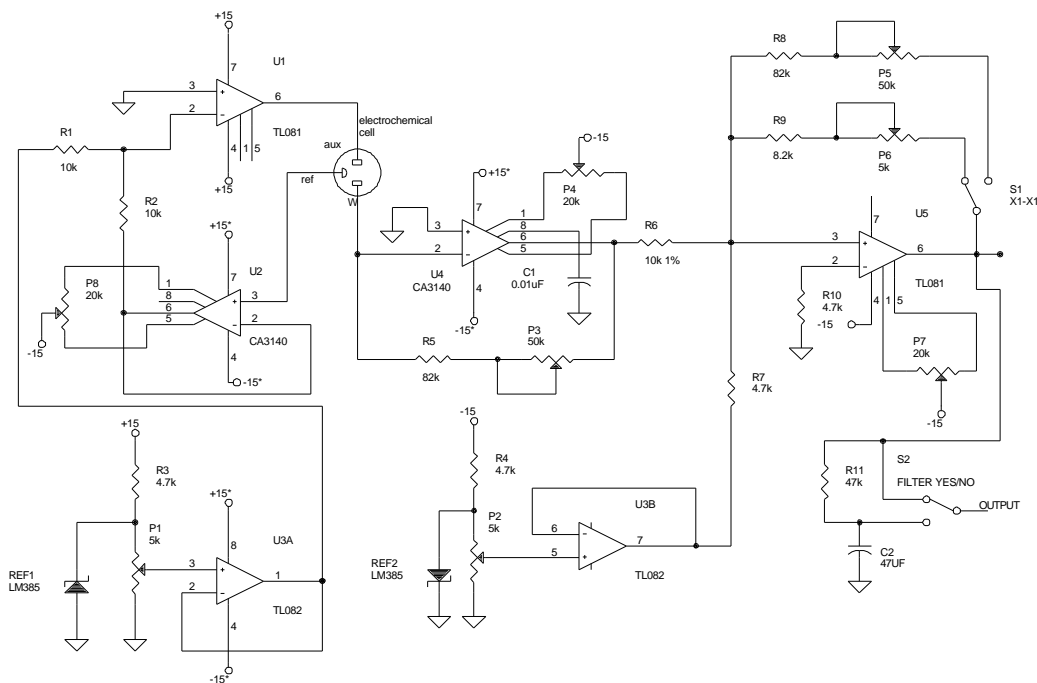 +15
7
U1
3
+
6
2
−
TL081
4
1
5
+15
R1
10k
R2
10k
electrochemical
cell
aux
ref
W
+15*
7
U2
P8
20k
1
8
6
5
+
3
−
2
CA3140
4
-15*
-15
+15
R3
4.7k
P1
5k
REF1
LM385
+15*
8
U3A
3
+
1
2
−
TL082
4
-15*
+15*
7
3
+
2
−
1
8
6
5
U4
CA3140
4
-15*
-15
P4
20k
C1
0.01uF
R5
82k
P3
50k
R6
10k 1%
-15
R4
4.7k
P2
5k
REF2
LM385
U3B
6
−
5
+
7
TL082
R7
4.7k
R8
82k
P5
50k
R9
8.2k
P6
5k
S1
X1-X1
U5
7
3
+
6
2
−
TL081
R10
4.7k
4
1
5
-15
P7
20k
-15
R11
47k
S2
FILTER YES/NO
OUTPUT
C2
47UF